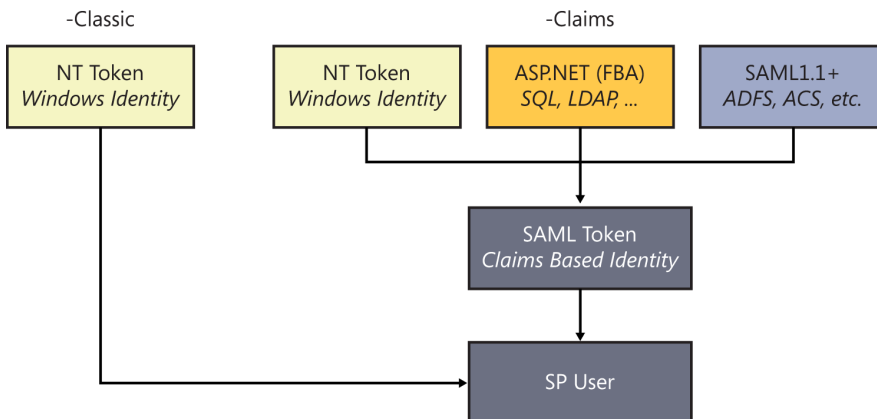 -Classic
-Claims
NT Token
Windows Identity
NT Token
Windows Identity
ASP.NET (FBA)
SQL, LDAP, ...
SAML1.1+
ADFS, ACS, etc.
SAML Token
Claims Based Identity
SP User